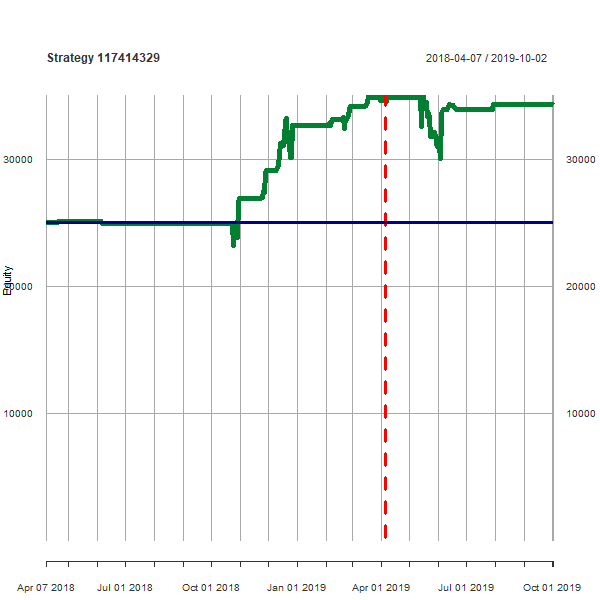 Strategy 117414329 2018-04-07 / 2019-10-02
30000 30000
Equity
20000 20000
10000 10000
Apr 07 2018 Jul 01 2018 Oct 01 2018 Jan 01 2019 Apr 01 2019 Jul 01 2019 Oct 01 2019